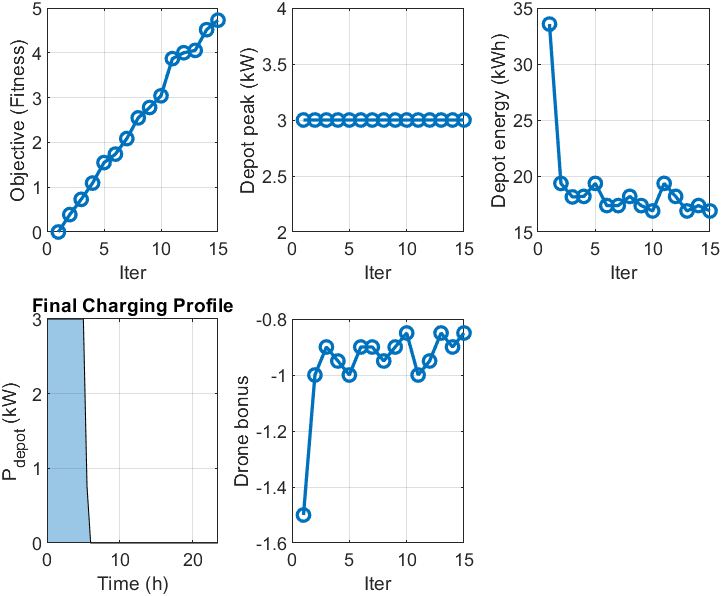 Objective (Fitness)
5
4
3
2
1
0
0 5 10 15
Iter
Depot peak (kW)
4
3.5
3
2.5
2
0 5 10 15
Iter
Depot energy (kWh)
35
30
25
20
15
0 5 10 15
Iter
Final Charging Profile
P_depot (kW)
3
2
1
0
0 10 20
Time (h)
Drone bonus
-0.8
-1
-1.2
-1.4
-1.6
0 5 10 15
Iter